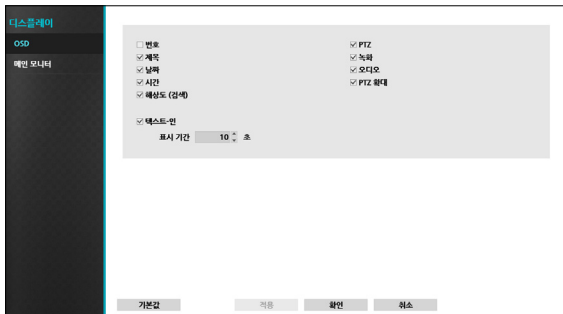 디스플레이
OSD
메인 모니터
번호
제목
날짜
시간
해상도 (검색)
PTZ
녹화
오디오
PTZ 확대
텍스트-인
표시 기간 10 초
기본값 적용 확인 취소